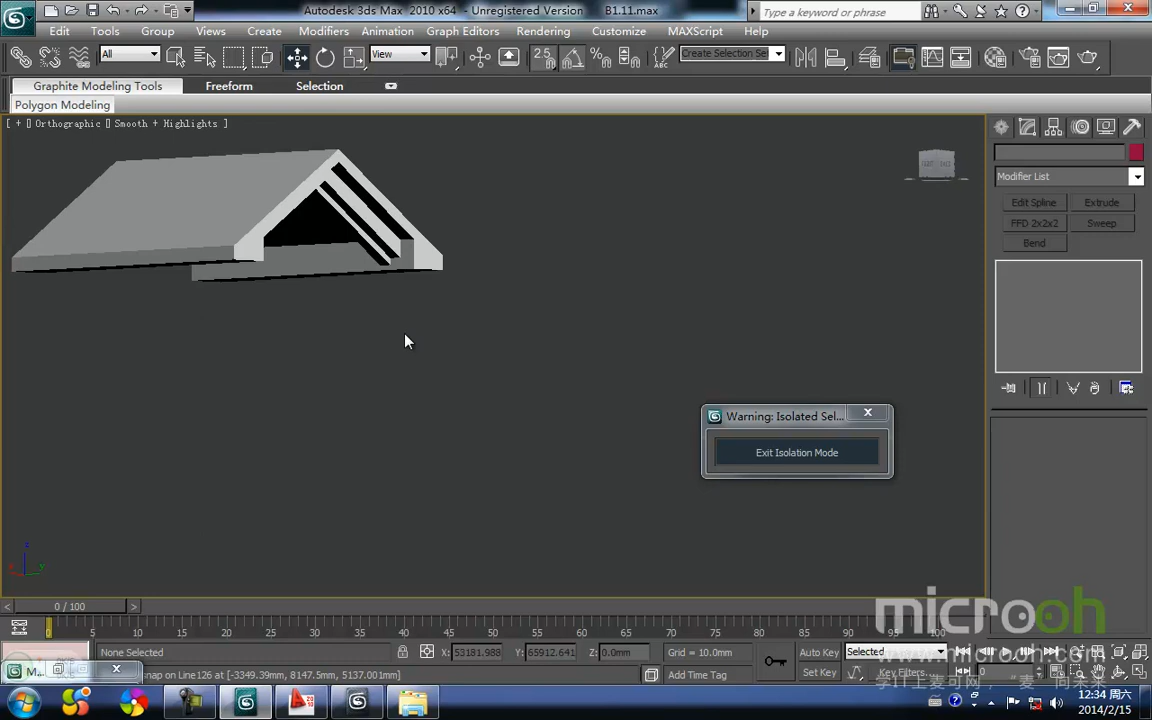 Autodesk 3ds Max 2010 x64 - Unregistered Version B1.11.max
Type a keyword or phrase
Edit Tools Group Views Create Modifiers Animation Graph Editors Rendering Customize MAXScript Help
All View 2.5 Create Selection Se
Graphite Modeling Tools Freeform Selection
Polygon Modeling
[ + ] Orthographic [] Smooth + Highlights ]
Modifier List
Edit Spline Extrude
FFD 2x2x2 Sweep
Bend
Warning: Isolated Sel...
Exit Isolation Mode
0 / 100
microoh
0 5 10 15 20 25 30 35 40 45 50 55 60 65 70 75 80 85 90 95 100
None Selected X: 53181.988 Y: 65912.641 Z: 0.0mm Grid = 10.0mm Auto Key Selected
www.microoh.com
M... nap on Line126 at [-3349.39mm, 8147.5mm, 5137.001mm] Add Time Tag Set Key Key Filters... 0
12:34 周六
2014/2/15